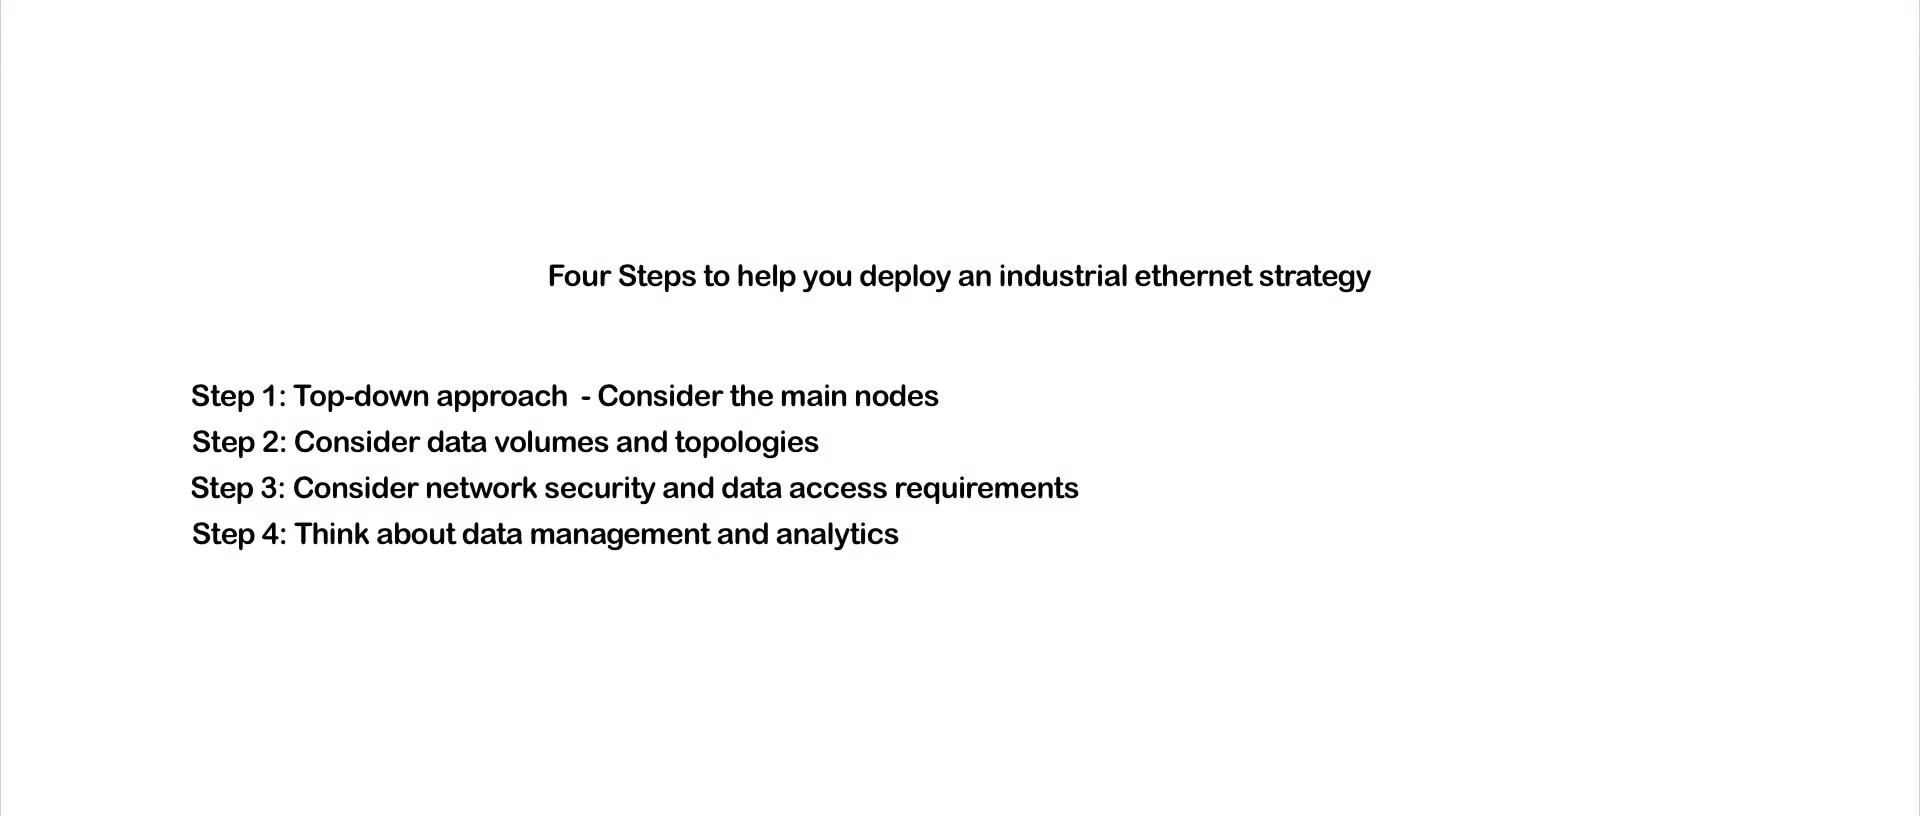 Four Steps to help you deploy an industrial ethernet strategy
Step 1: Top-down approach  - Consider the main nodes
Step 2: Consider data volumes and topologies
Step 3: Consider network security and data access requirements
Step 4: Think about data management and analytics